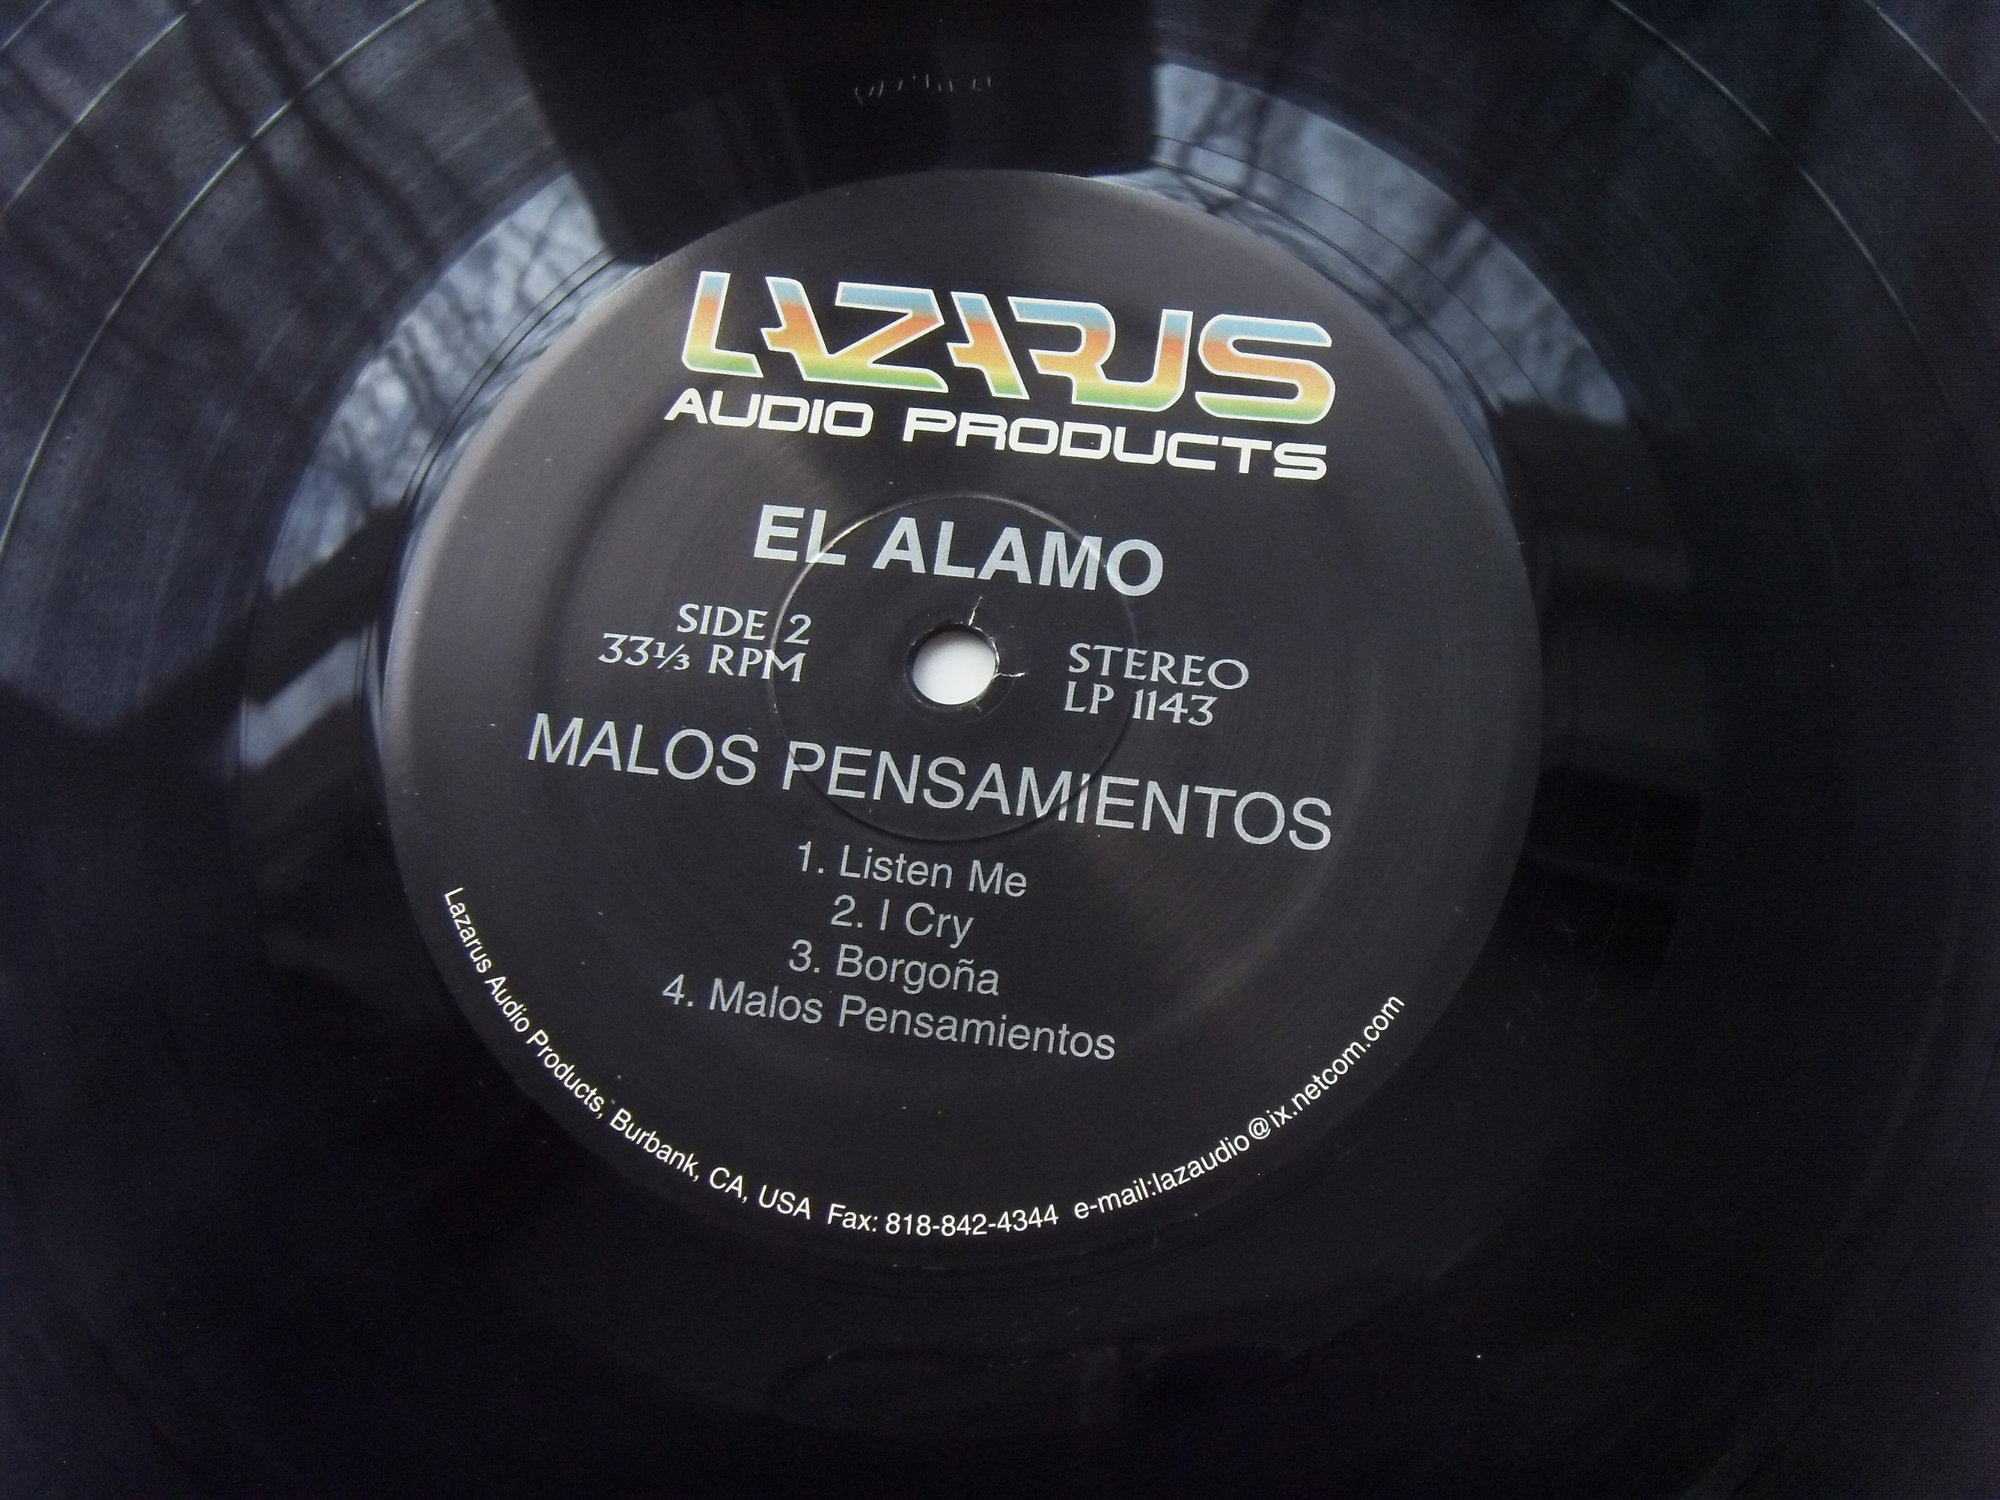 LAZARUS
AUDIO PRODUCTS
EL ALAMO
SIDE 2
33⅓ RPM
STEREO
LP 1143
MALOS PENSAMIENTOS
1. Listen Me
2. I Cry
3. Borgoña
4. Malos Pensamientos
Lazarus Audio Products, Burbank, CA, USA Fax: 818-842-4344 e-mail:lazaudio@ix.netcom.com